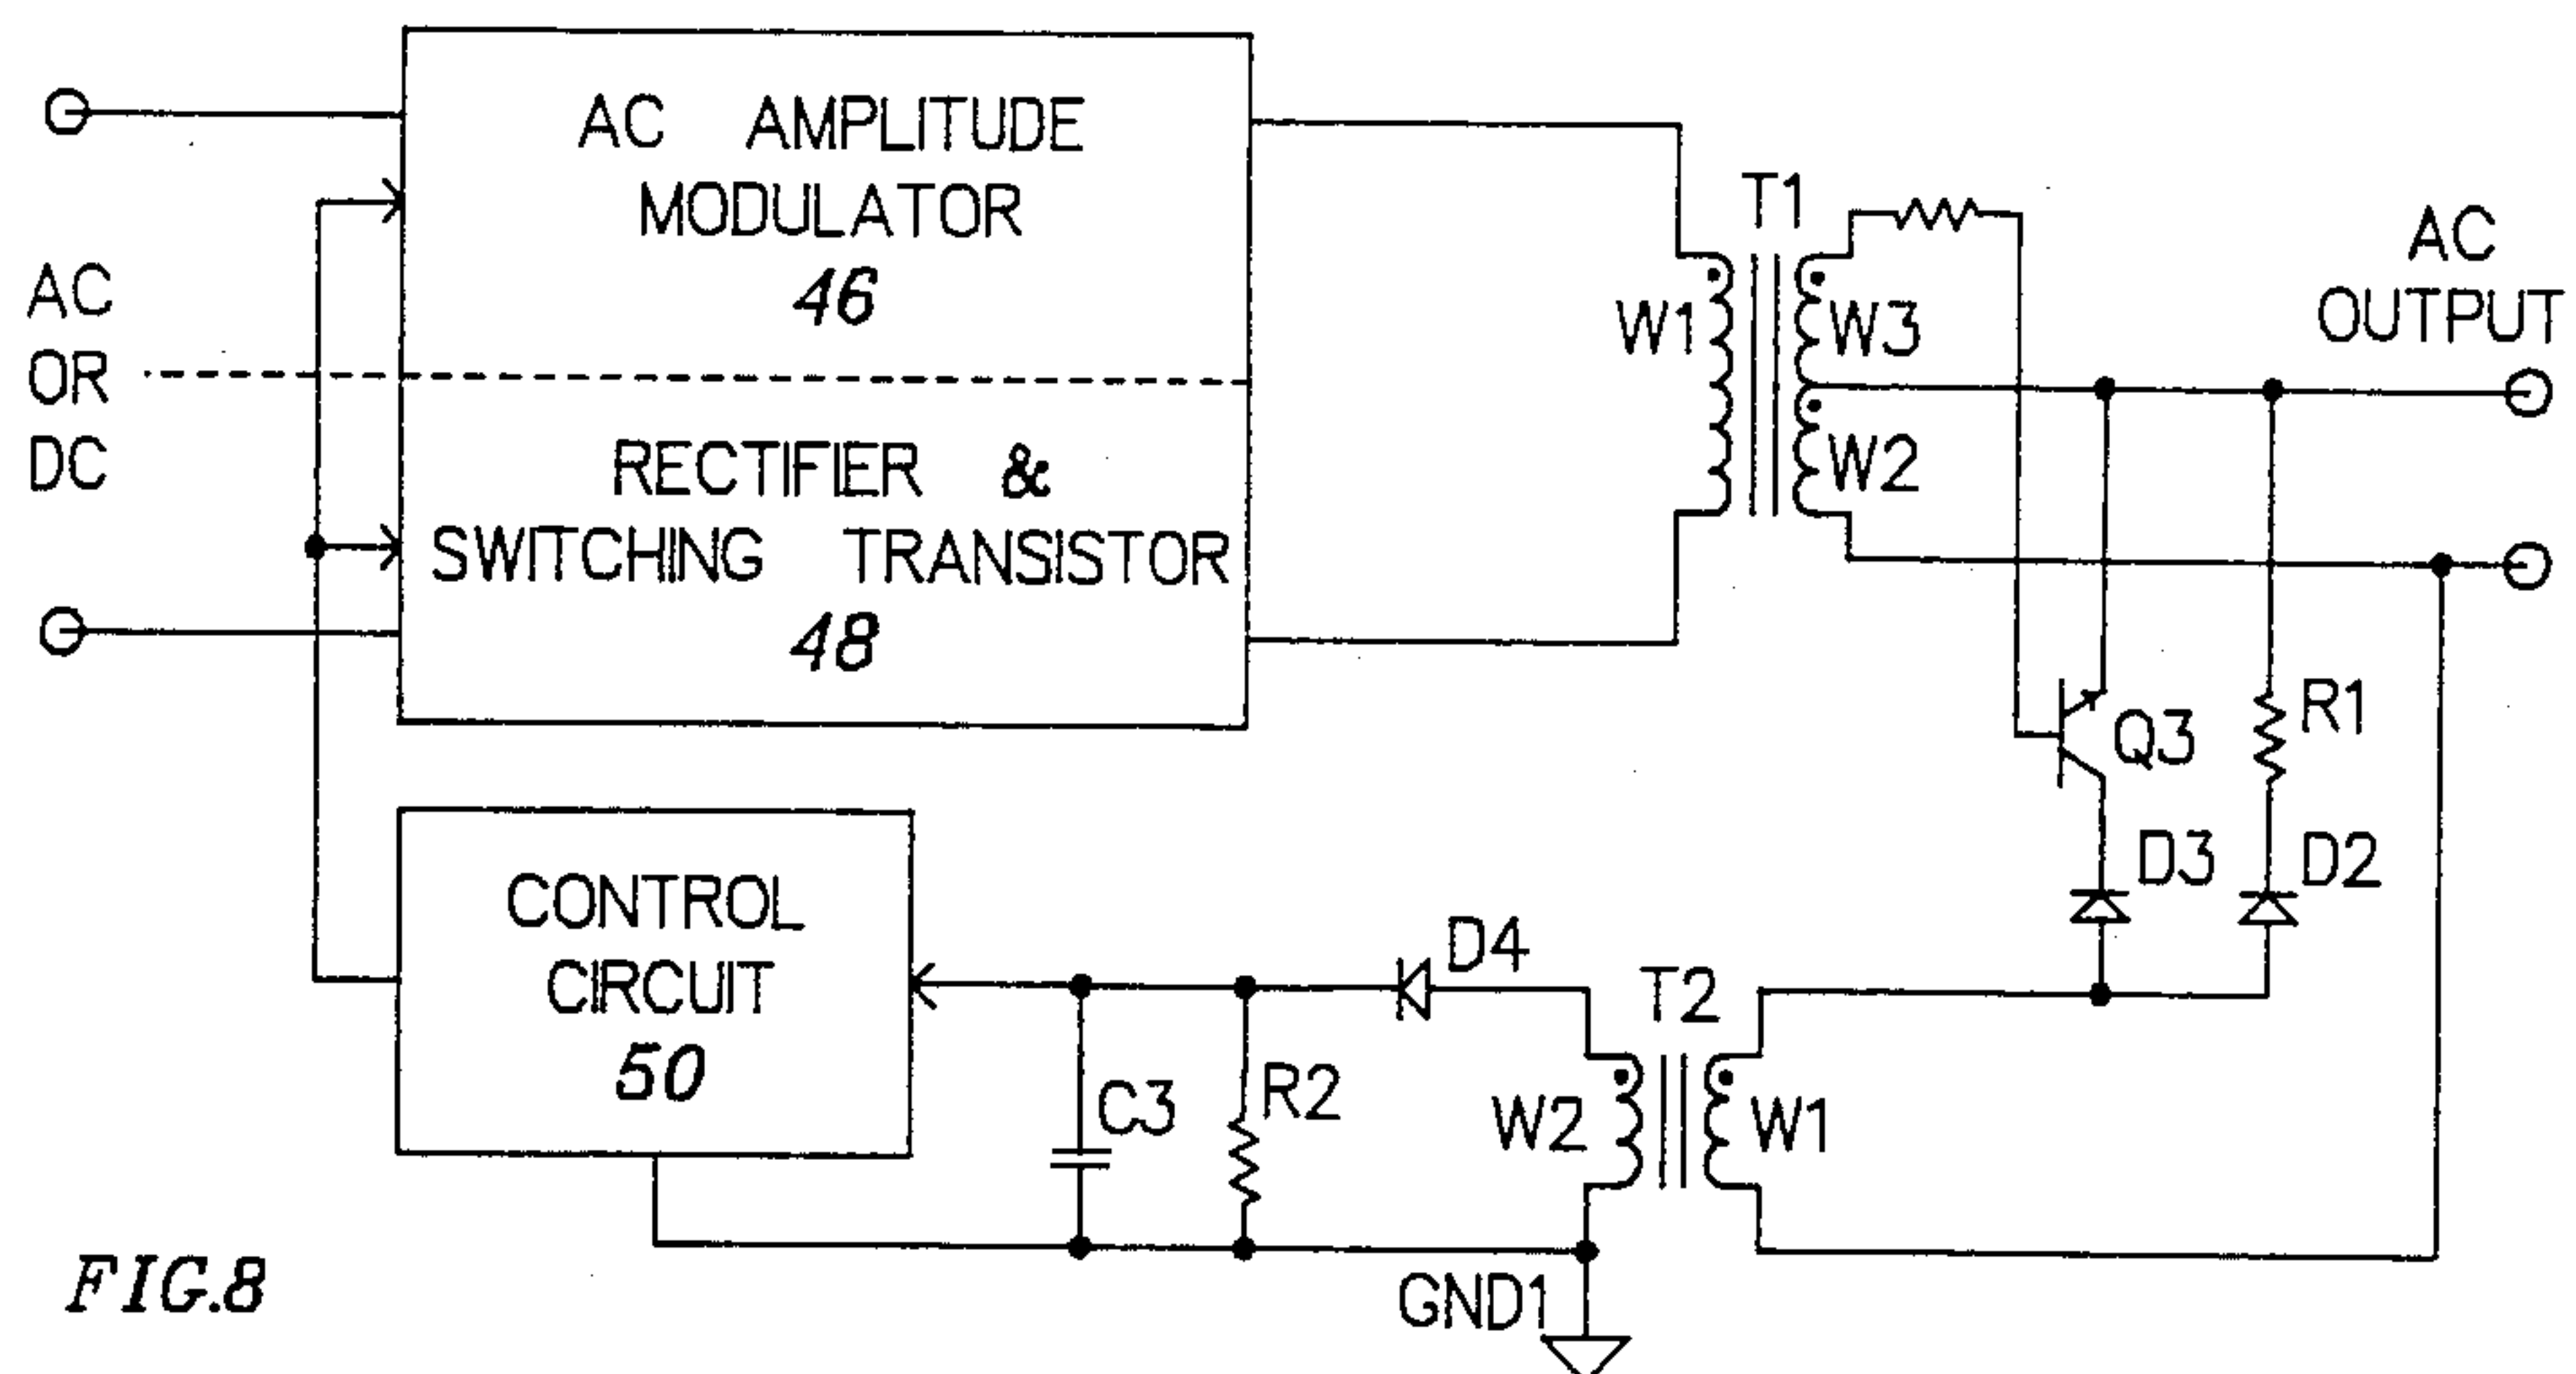 AC AMPLITUDE
MODULATOR
46
RECTIFIER &
SWITCHING TRANSISTOR
48
AC
OR
DC
T1
W1
W3
W2
AC
OUTPUT
Q3
R1
D3
D2
CONTROL
CIRCUIT
50
D4
T2
C3
R2
W2
W1
GND1
FIG.8